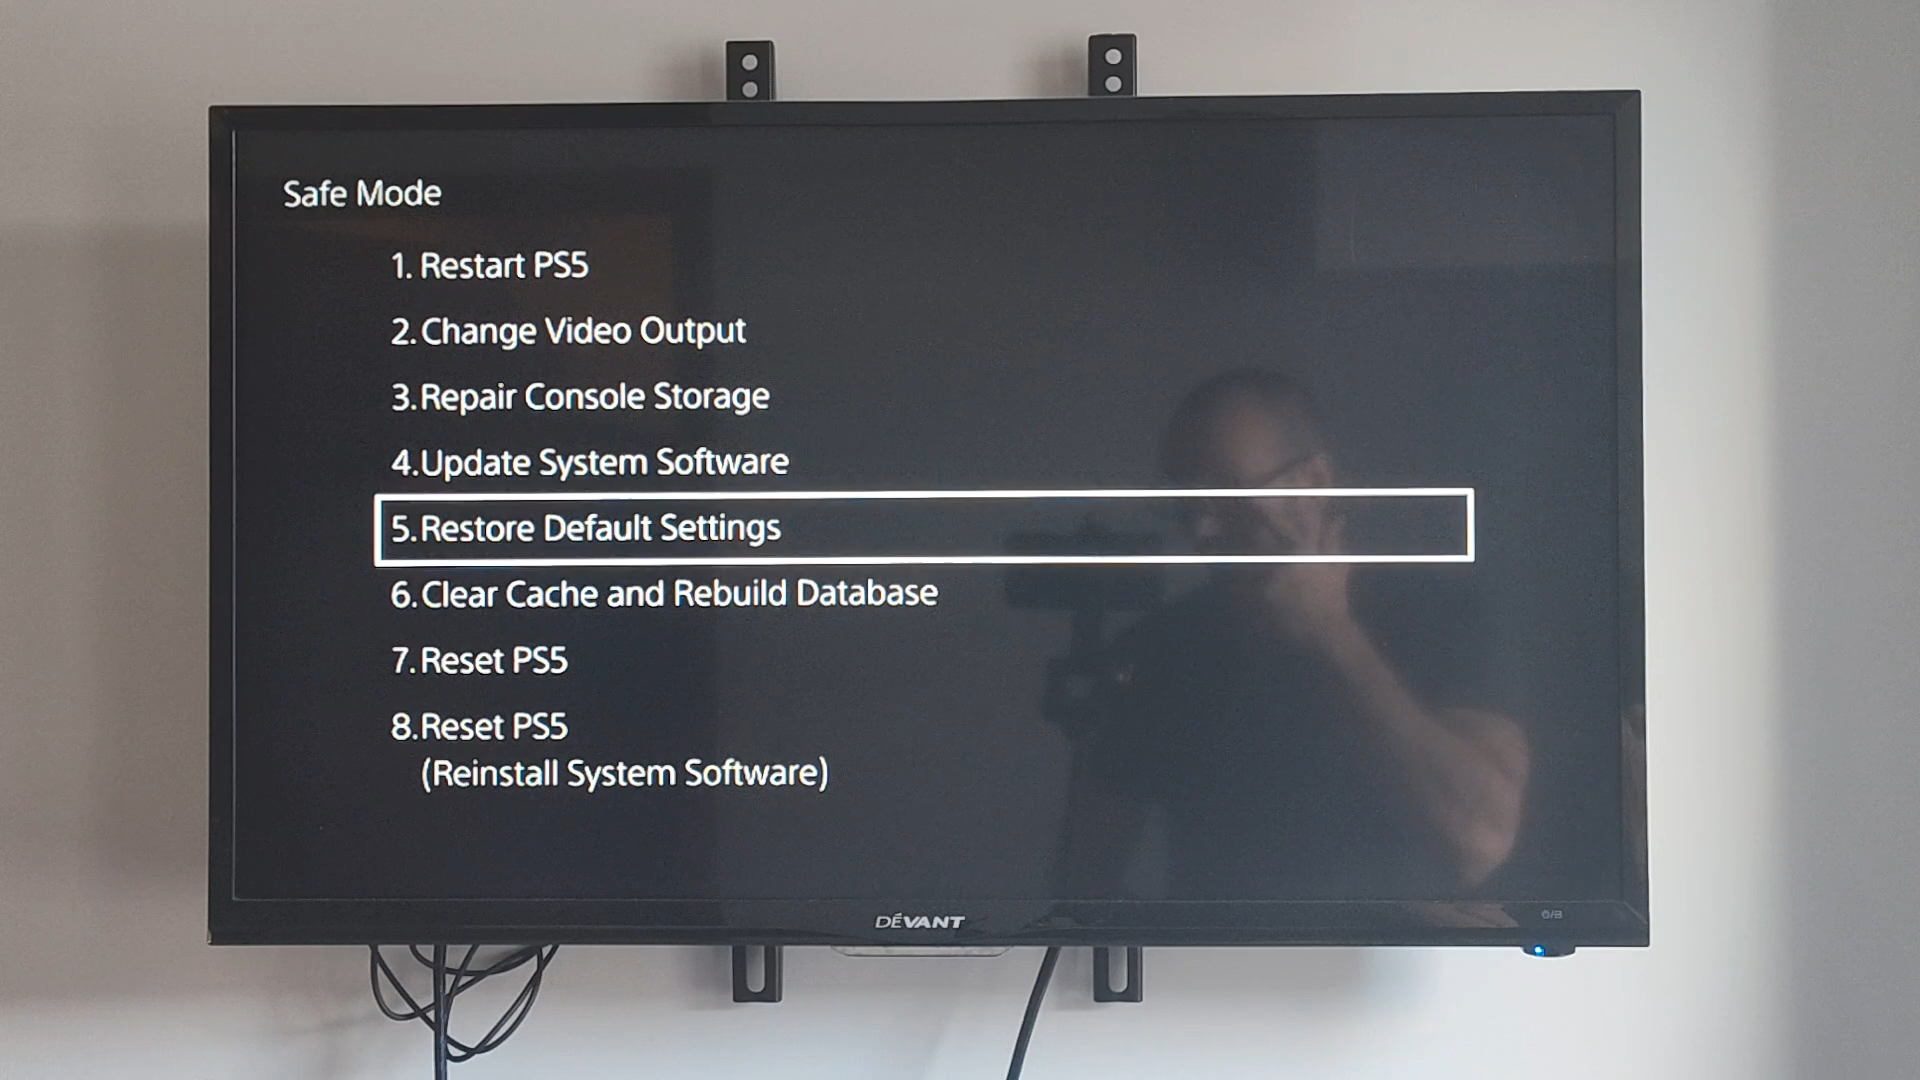 Safe Mode
1. Restart PS5
2. Change Video Output
3. Repair Console Storage
4. Update System Software
5. Restore Default Settings
6. Clear Cache and Rebuild Database
7. Reset PS5
8. Reset PS5
(Reinstall System Software)
DEVANT